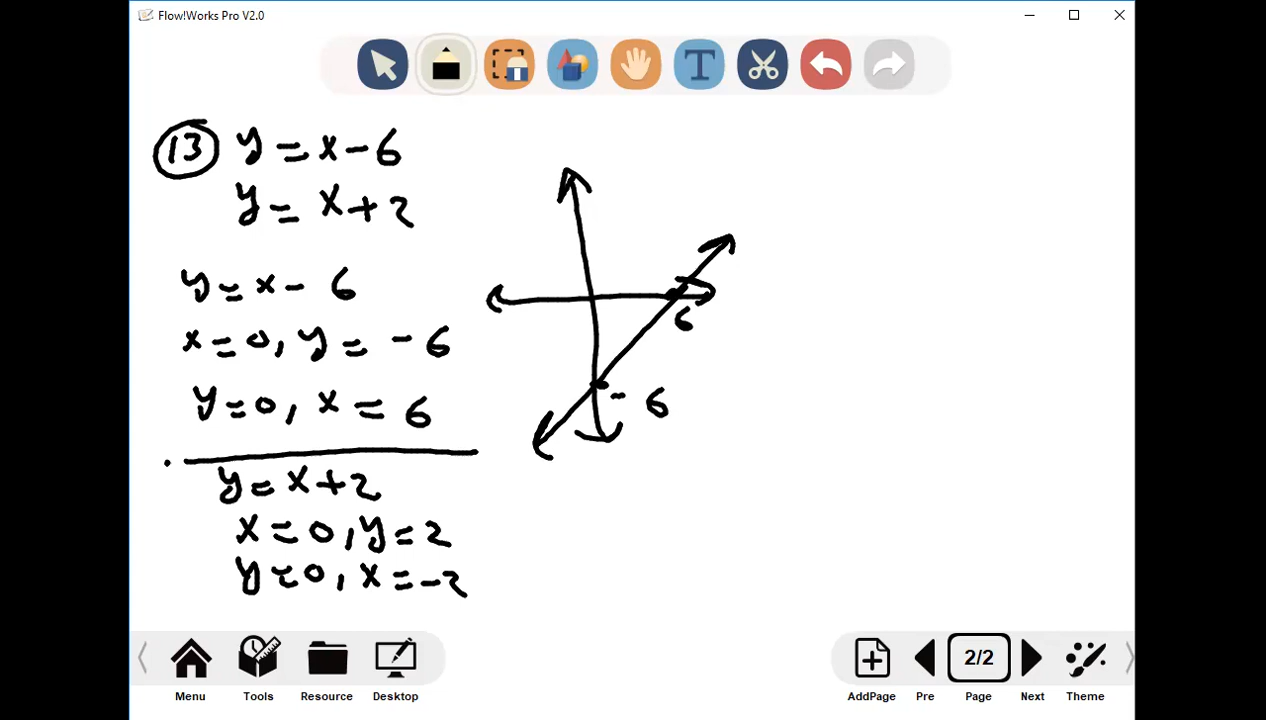 Flow!Works Pro V2.0
T
13 y = x - 6
y = x + 2
y = x - 6
x = 0, y = - 6
y = 0, x = 6
y = x + 2
x = 0, y = 2
y = 0, x = -2
6
- 6
Menu Tools Resource Desktop
2/2
AddPage Pre Page Next Theme